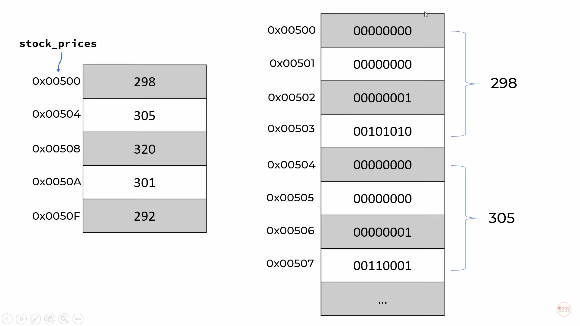 stock_prices
0x00500 298
0x00504 305
0x00508 320
0x0050A 301
0x0050F 292
0x00500 00000000
0x00501 00000000
0x00502 00000001
0x00503 00101010
298
0x00504 00000000
0x00505 00000000
0x00506 00000001
0x00507 00110001
305
...